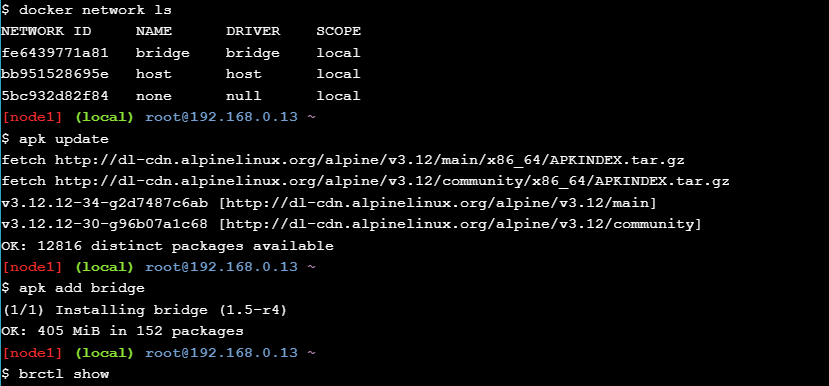 $ docker network ls
NETWORK ID     NAME      DRIVER    SCOPE
fe6439771a81   bridge    bridge    local
bb951528695e   host      host      local
5bc932d82f84   none      null      local
[node1] (local) root@192.168.0.13 ~
$ apk update
fetch http://dl-cdn.alpinelinux.org/alpine/v3.12/main/x86_64/APKINDEX.tar.gz
fetch http://dl-cdn.alpinelinux.org/alpine/v3.12/community/x86_64/APKINDEX.tar.gz
v3.12.12-34-g2d7487c6ab [http://dl-cdn.alpinelinux.org/alpine/v3.12/main]
v3.12.12-30-g96b07a1c68 [http://dl-cdn.alpinelinux.org/alpine/v3.12/community]
OK: 12816 distinct packages available
[node1] (local) root@192.168.0.13 ~
$ apk add bridge
(1/1) Installing bridge (1.5-r4)
OK: 405 MiB in 152 packages
[node1] (local) root@192.168.0.13 ~
$ brctl show